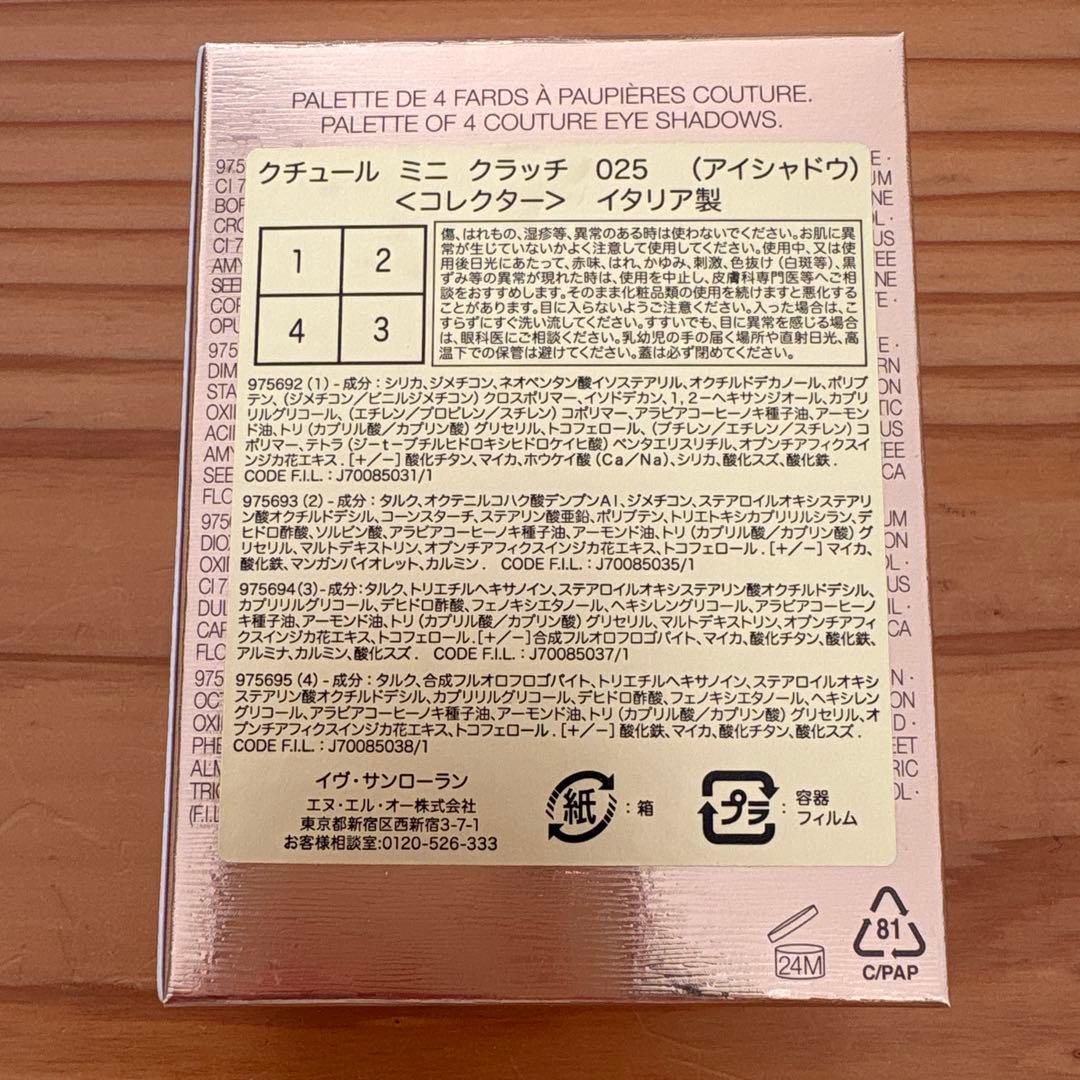 PALETTE DE 4 FARDS À PAUPIÈRES COUTURE.
PALETTE OF 4 COUTURE EYE SHADOWS.
クチュール ミニ クラッチ 025 (アイシャドウ)
<コレクター> イタリア製
1 2
4 3
傷、はれもの、湿疹等、異常のある時は使わないでください。お肌に異
常が生じていないかよく注意して使用してください。使用中、又は使
用後日光にあたって、赤味、はれ、かゆみ、刺激、色抜け(白斑等)、黒
ずみ等の異常が現れた時は、使用を中止し、皮膚科専門医等へご相
談をおすすめします。そのまま化粧品類の使用を続けますと悪化する
ことがあります。目に入らないようご注意ください。入った場合は、こ
すらずにすぐ洗い流してください。すすいでも、目に異常を感じる場合
は、眼科医にご相談ください。乳幼児の手の届く場所や直射日光、高
温下での保管は避けてください。蓋は必ず閉めてください。
975692 (1) - 成分 : シリカ、ジメチコン、ネオペンタン酸イソステアリル、オクチルドデカノール、ポリブ
テン、(ジメチコン/ビニルジメチコン) クロスポリマー、イソドデカン、1,2-ヘキサンジオール、カプリ
リルグリコール、(エチレン/プロピレン/スチレン) コポリマー、アラビアコーヒーノキ種子油、アーモン
ド油、トリ (カプリル酸/カプリン酸) グリセリル、トコフェロール、(ブチレン/エチレン/スチレン) コ
ポリマー、テトラ (ジーt-ブチルヒドロキシヒドロケイヒ酸) ペンタエリスリチル、オプンチアフィクスイ
ンジカ花エキス . [+/-] 酸化チタン、マイカ、ホウケイ酸 (Ca/Na)、シリカ、酸化スズ、酸化鉄 .
CODE F.I.L. : J70085031/1
975693 (2) - 成分 : タルク、オクテニルコハク酸デンプンAl、ジメチコン、ステアロイルオキシステアリ
ン酸オクチルドデシル、コーンスターチ、ステアリン酸亜鉛、ポリブテン、トリエトキシカプリリルシラン、デ
ヒドロ酢酸、ソルビン酸、アラビアコーヒーノキ種子油、アーモンド油、トリ (カプリル酸/カプリン酸) グ
リセリル、マルトデキストリン、オプンチアフィクスインジカ花エキス、トコフェロール . [+/-] マイカ、
酸化鉄、マンガンバイオレット、カルミン . CODE F.I.L. : J70085035/1
975694 (3) - 成分 : タルク、トリエチルヘキサノイン、ステアロイルオキシステアリン酸オクチルドデシル、
カプリリルグリコール、デヒドロ酢酸、フェノキシエタノール、ヘキシレングリコール、アラビアコーヒーノ
キ種子油、アーモンド油、トリ (カプリル酸/カプリン酸) グリセリル、マルトデキストリン、オプンチアフィ
クスインジカ花エキス、トコフェロール . [+/-] 合成フルオロフロゴパイト、マイカ、酸化チタン、酸化鉄、
アルミナ、カルミン、酸化スズ . CODE F.I.L. : J70085037/1
975695 (4) - 成分 : タルク、合成フルオロフロゴパイト、トリエチルヘキサノイン、ステアロイルオキシ
ステアリン酸オクチルドデシル、カプリリルグリコール、デヒドロ酢酸、フェノキシエタノール、ヘキシレン
グリコール、アラビアコーヒーノキ種子油、アーモンド油、トリ (カプリル酸/カプリン酸) グリセリル、オ
プンチアフィクスインジカ花エキス、トコフェロール . [+/-] 酸化鉄、マイカ、酸化チタン、酸化スズ .
CODE F.I.L. : J70085038/1
イヴ・サンローラン
エヌ・エル・オー株式会社
東京都新宿区西新宿3-7-1
お客様相談室:0120-526-333
紙 : 箱
プラ : 容器
フィルム
24M
81
C/PAP